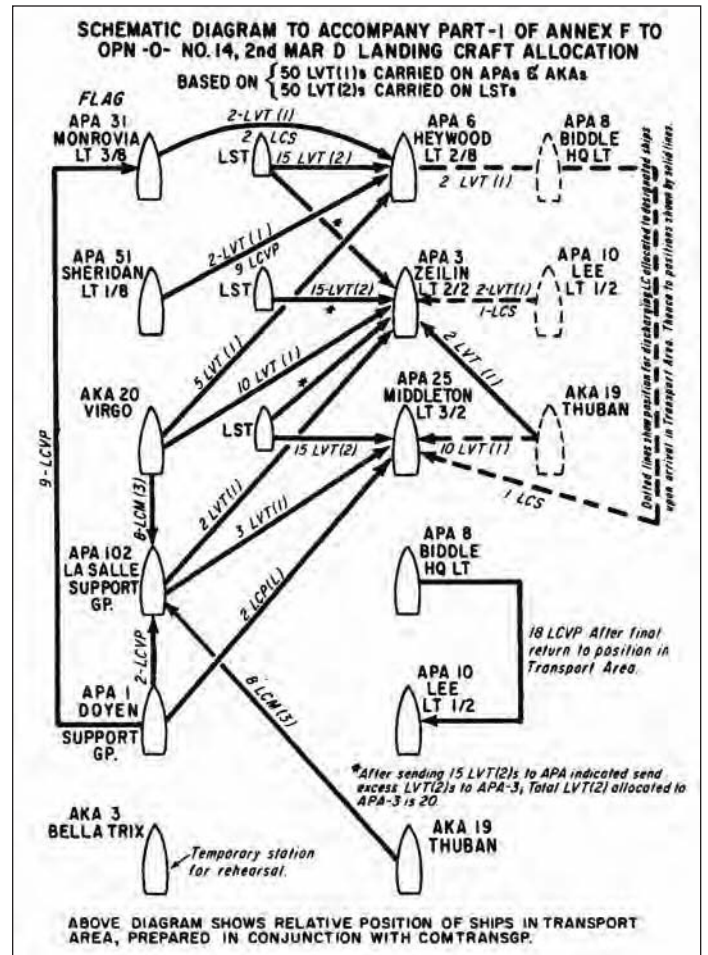 SCHEMATIC DIAGRAM TO ACCOMPANY PART-I OF ANNEX F TO
OPN -O- NO. 14, 2nd MAR D LANDING CRAFT ALLOCATION
BASED ON { 50 LVT(1)s CARRIED ON APAs & AKAs
50 LVT(2)s CARRIED ON LSTs
FLAG
APA 31
MONROVIA
LT 3/8
2-LVT (1)
2 LCS
LST
15 LVT(2)
APA 6
HEYWOOD
LT 2/8
2 LVT (1)
APA 8
BIDDLE
HQ LT
APA 51
SHERIDAN
LT 1/8
2-LVT(1)
9 LCVP
*
LST
15-LVT(2)
*
APA 3
ZEILIN
LT 2/2
2-LVT(1)
1-LCS
APA 10
LEE
LT 1/2
Dotted lines show position for discharging LC allocated to designated ships
upon arrival in Transport Area. Thence to positions shown by solid lines.
AKA 20
VIRGO
5 LVT(1)
10 LVT(1)
*
LST
15 LVT(2)
APA 25
MIDDLETON
LT 3/2
2 LVT (1)
10 LVT(1)
1 LCS
AKA 19
THUBAN
9-LCVP
8-LCM(3)
2 LVT(1)
3 LVT(1)
APA 102
LA SALLE
SUPPORT
GP.
2 LCP(L)
APA 8
BIDDLE
HQ LT
18 LCVP After final
return to position in
Transport Area.
2-LCVP
APA 1
DOYEN
SUPPORT
GP.
8 LCM(3)
APA 10
LEE
LT 1/2
*After sending 15 LVT(2)s to APA indicated send
excess LVT(2)s to APA-3; Total LVT(2) allocated to
APA-3 is 20.
AKA 3
BELLA TRIX
Temporary station
for rehearsal.
AKA 19
THUBAN
ABOVE DIAGRAM SHOWS RELATIVE POSITION OF SHIPS IN TRANSPORT
AREA, PREPARED IN CONJUNCTION WITH COMTRANSGP.